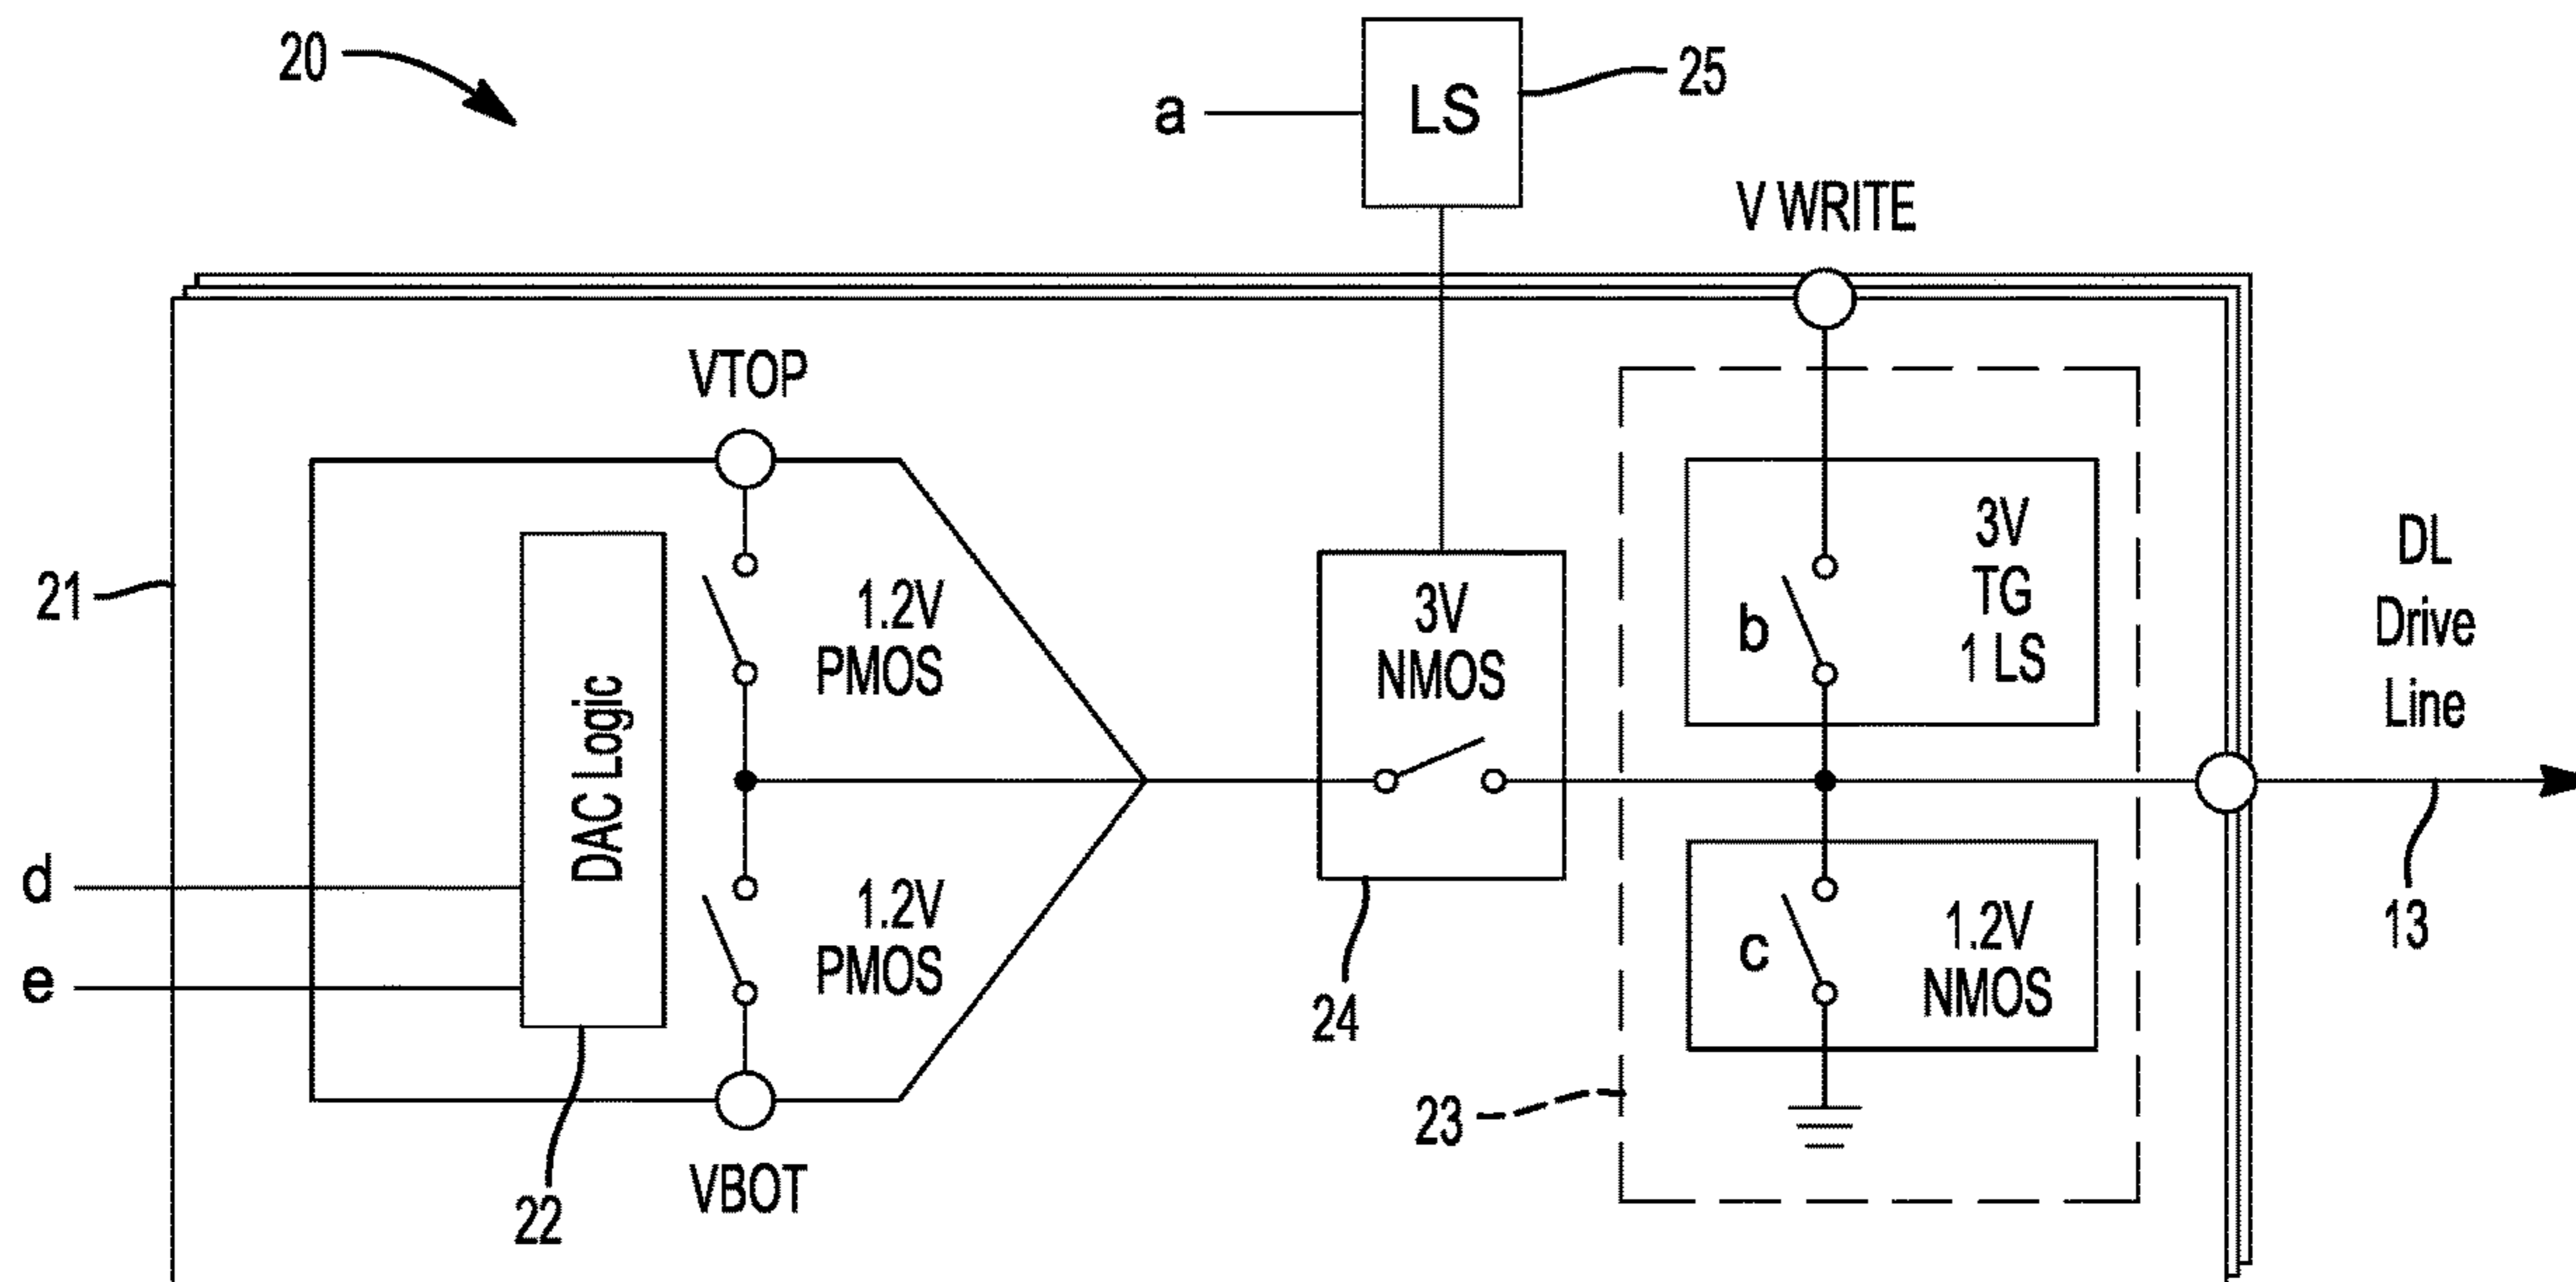 20
a
LS
25
V WRITE
VTOP
21
DAC Logic
1.2V
PMOS
3V
NMOS
b
3V
TG
1 LS
DL
Drive
Line
d
e
1.2V
PMOS
c
1.2V
NMOS
13
24
23
22
VBOT